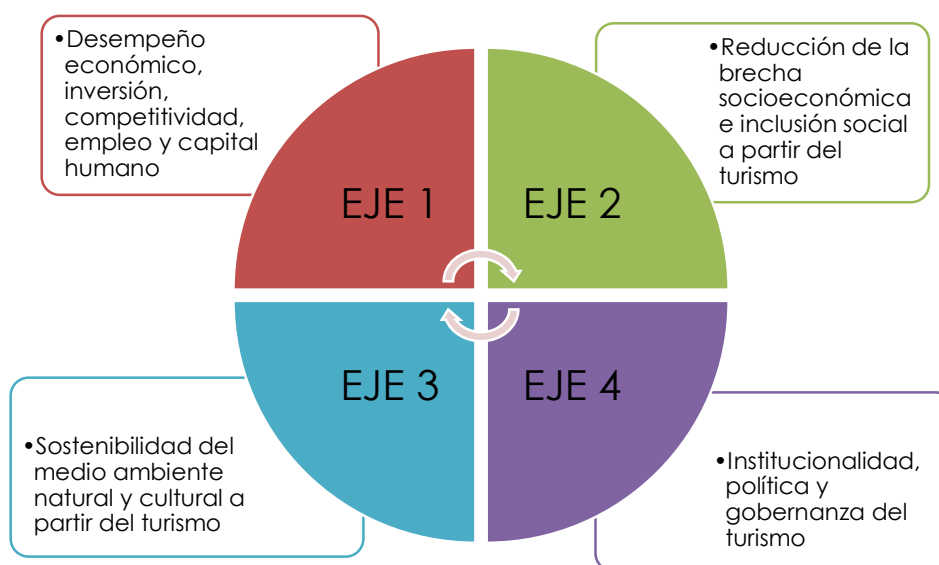 •Desempeño
económico,
inversión,
competitividad,
empleo y capital
humano
•Reducción de la
brecha
socioeconómica
e inclusión social
a partir del
turismo
EJE 1
EJE 2
EJE 3
EJE 4
•Sostenibilidad del
medio ambiente
natural y cultural a
partir del turismo
•Institucionalidad,
política y
gobernanza del
turismo